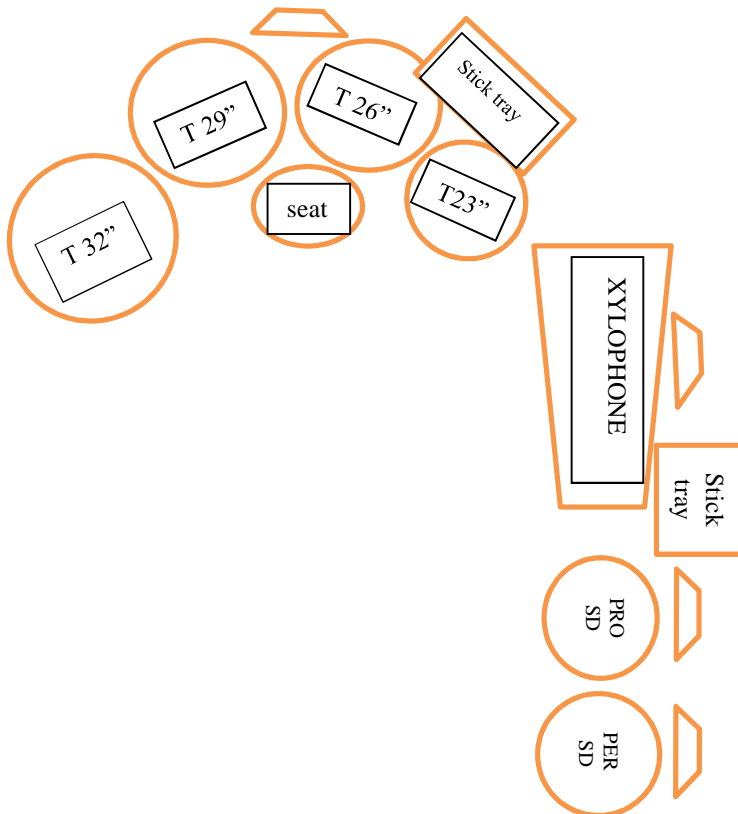 Stick tray
T 26”
T 29”
T23”
seat
T 32”
XYLOPHONE
Stick
tray
PRO
SD
PER
SD